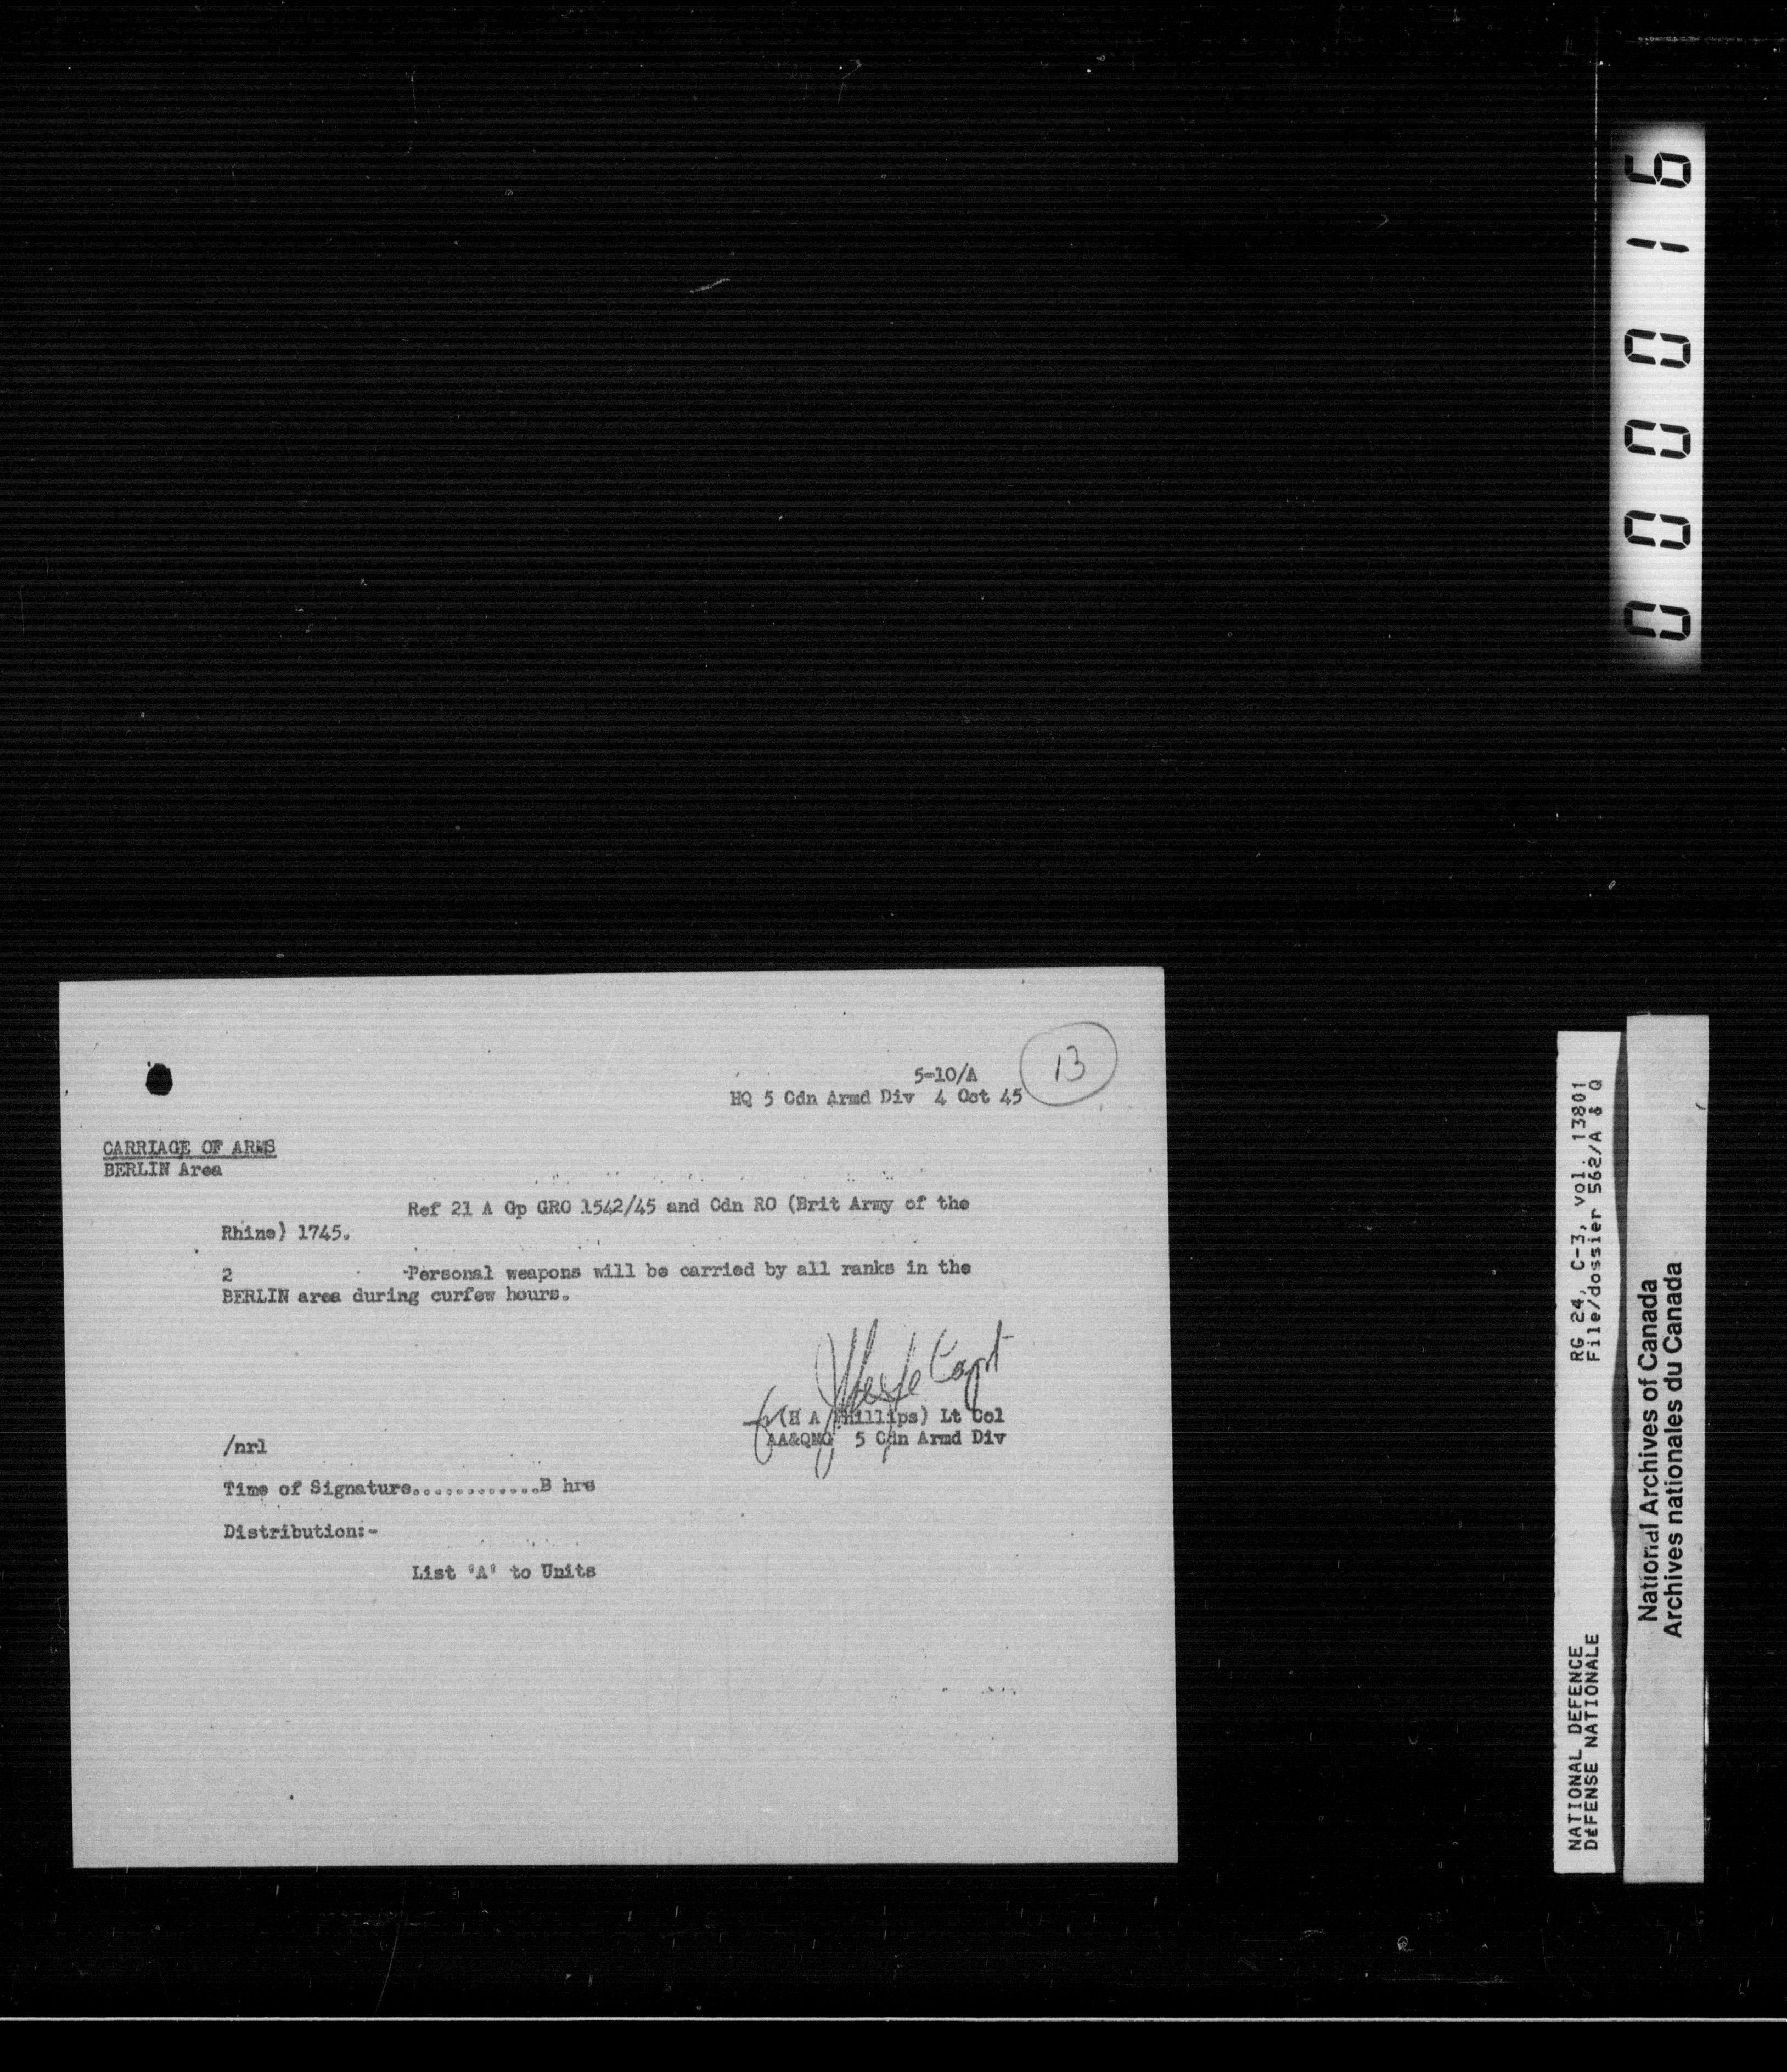 5-10/A
13
HQ 5 Cdn Armd Div 4 Oct 45
CARRIAGE OF ARMS
BERLIN Area
Ref 21 A Gp GRO 1542/45 and Cdn RO (Brit Army of the
Rhine) 1745.
2 Personal weapons will be carried by all ranks in the
BERLIN area during curfew hours.
Capt
for (H A Phillips) Lt Col
AA&QMG 5 Cdn Armd Div
/nrl
Time of Signature.............B hrs
Distribution:-
List 'A' to Units
000016
NATIONAL DEFENCE RG 24, C-3, vol. 13801
DÉFENSE NATIONALE File/dossier 562/A & Q
National Archives of Canada
Archives nationales du Canada